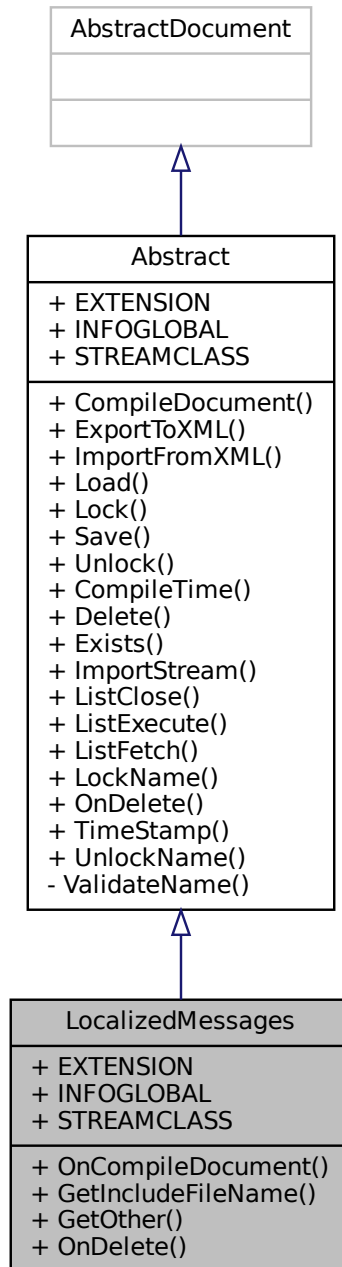 AbstractDocument
Abstract
+ EXTENSION
+ INFOGLOBAL
+ STREAMCLASS
+ CompileDocument()
+ ExportToXML()
+ ImportFromXML()
+ Load()
+ Lock()
+ Save()
+ Unlock()
+ CompileTime()
+ Delete()
+ Exists()
+ ImportStream()
+ ListClose()
+ ListExecute()
+ ListFetch()
+ LockName()
+ OnDelete()
+ TimeStamp()
+ UnlockName()
- ValidateName()
LocalizedMessages
+ EXTENSION
+ INFOGLOBAL
+ STREAMCLASS
+ OnCompileDocument()
+ GetIncludeFileName()
+ GetOther()
+ OnDelete()